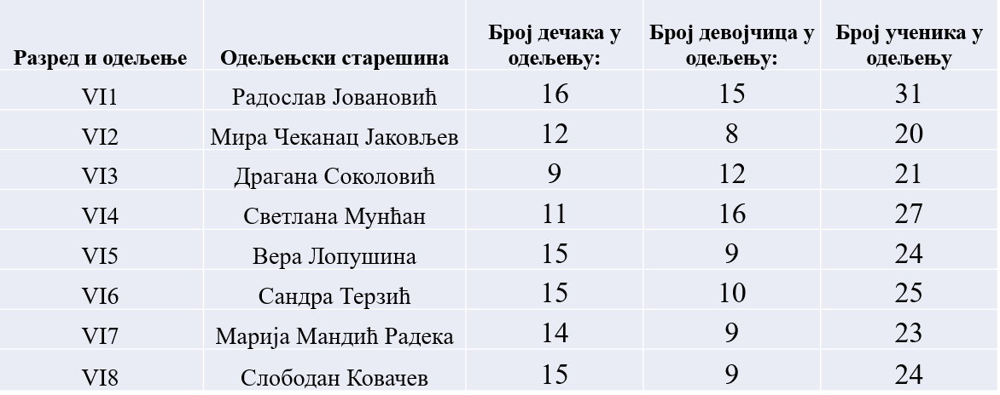 Разред и одељење Одељењски старешина Број дечака у одељењу: Број девојчица у одељењу: Број ученика у одељењу
VI1 Радослав Јовановић 16 15 31
VI2 Мира Чеканац Јаковљев 12 8 20
VI3 Драгана Соколовић 9 12 21
VI4 Светлана Мунћан 11 16 27
VI5 Вера Лопушина 15 9 24
VI6 Сандра Терзић 15 10 25
VI7 Марија Мандић Радека 14 9 23
VI8 Слободан Ковачев 15 9 24